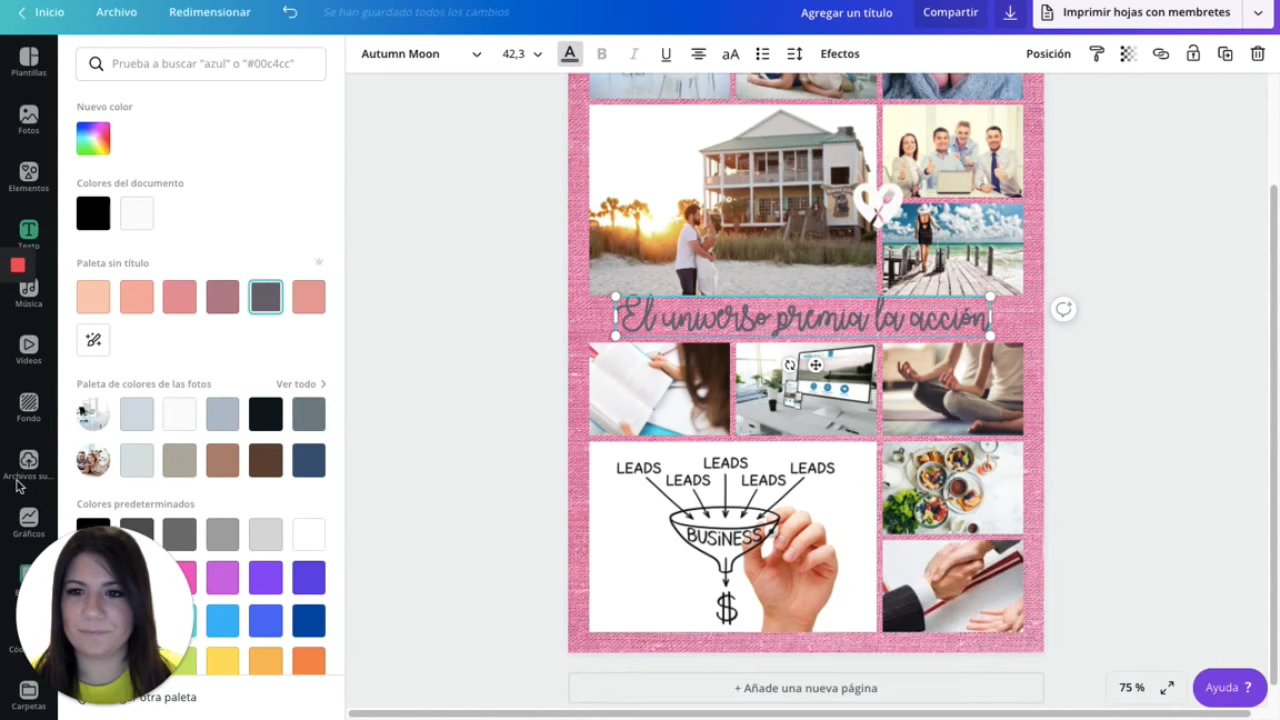 Inicio
Archivo
Redimensionar
Se han guardado todos los cambios
Agregar un título
Compartir
Imprimir hojas con membretes
Plantillas
Fotos
Elementos
Texto
Música
Vídeos
Fondo
Archivos su...
Gráficos
Carpetas
Prueba a buscar "azul" o "#00c4cc"
Nuevo color
Colores del documento
Paleta sin título
Paleta de colores de las fotos
Ver todo
Colores predeterminados
otra paleta
Autumn Moon
42,3
A
B
I
U
aA
Efectos
Posición
El universo premia la acción
LEADS
LEADS
LEADS
LEADS
LEADS
BUSINESS
$
+ Añade una nueva página
75 %
Ayuda ?